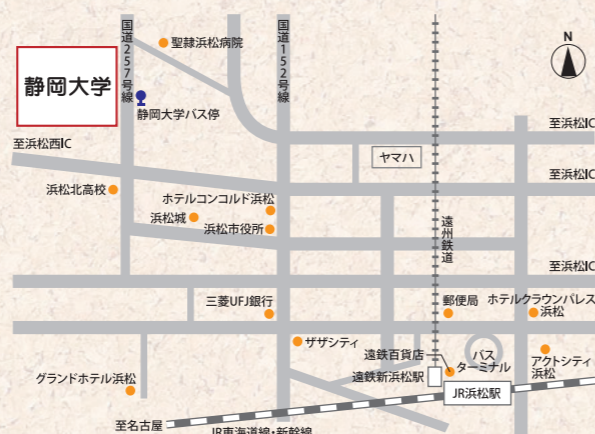 国道257号線
聖隷浜松病院
国道152号線
N
静岡大学
静岡大学バス停
至浜松IC
至浜松西IC
ヤマハ
至浜松IC
浜松北高校
ホテルコンコルド浜松
浜松城
浜松市役所
遠州鉄道
至浜松IC
三菱UFJ銀行
郵便局
ホテルクラウンパレス
浜松
ザザシティ
遠鉄百貨店
バス
ターミナル
アクトシティ
浜松
遠鉄新浜松駅
グランドホテル浜松
JR浜松駅
至名古屋
JR東海道線・新幹線